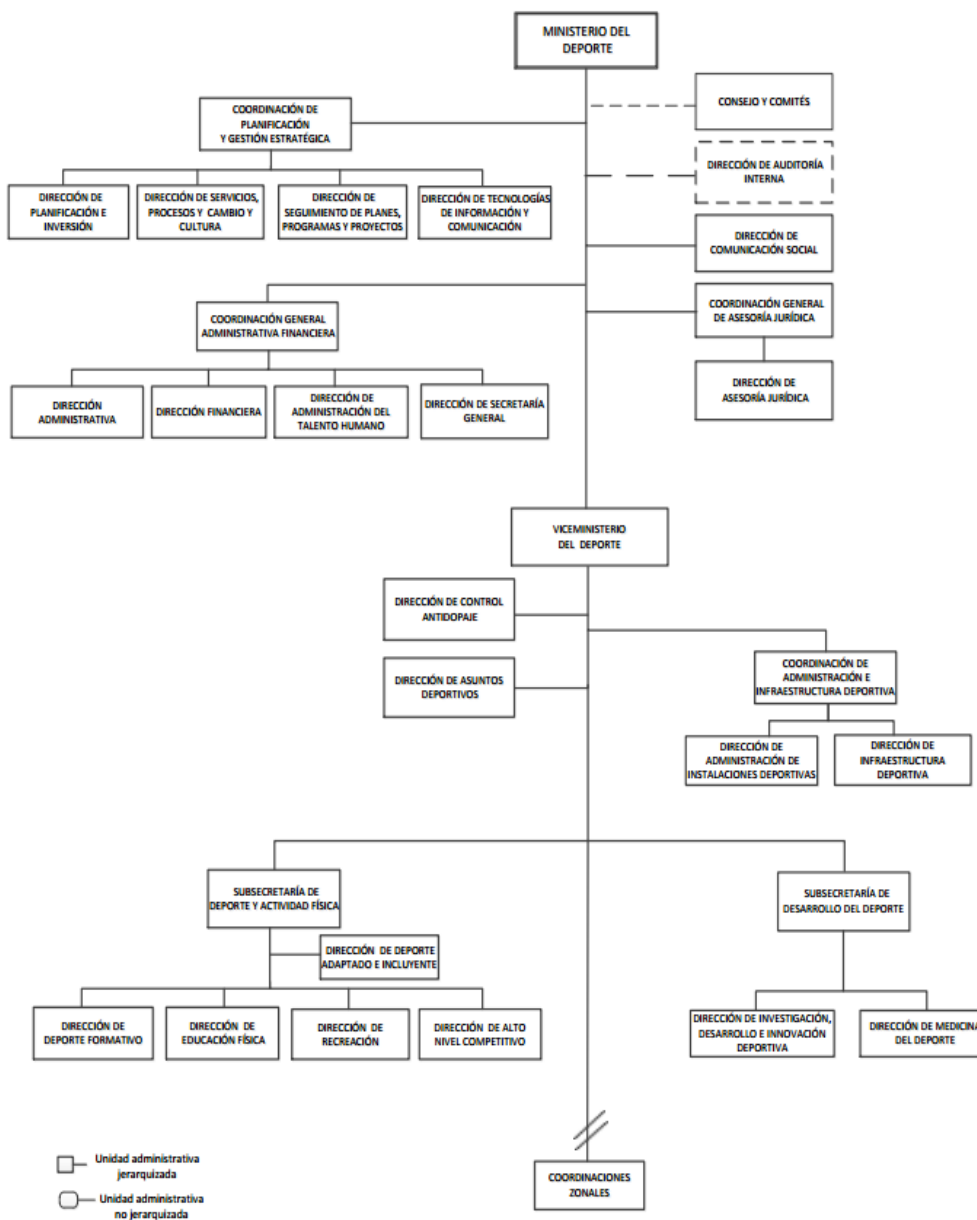 MINISTERIO DEL
DEPORTE
CONSEJO Y COMITÉS
COORDINACIÓN DE
PLANIFICACIÓN
Y GESTIÓN ESTRATÉGICA
DIRECCIÓN DE AUDITORÍA
INTERNA
DIRECCIÓN DE
PLANIFICACIÓN E
INVERSIÓN
DIRECCIÓN DE SERVICIOS,
PROCESOS Y CAMBIO Y
CULTURA
DIRECCIÓN DE
SEGUIMIENTO DE PLANES,
PROGRAMAS Y PROYECTOS
DIRECCIÓN DE TECNOLOGÍAS
DE INFORMACIÓN Y
COMUNICACIÓN
DIRECCIÓN DE
COMUNICACIÓN SOCIAL
COORDINACIÓN GENERAL
ADMINISTRATIVA FINANCIERA
COORDINACIÓN GENERAL
DE ASESORÍA JURÍDICA
DIRECCIÓN
ADMINISTRATIVA
DIRECCIÓN FINANCIERA
DIRECCIÓN DE
ADMINISTRACIÓN DEL
TALENTO HUMANO
DIRECCIÓN DE SECRETARÍA
GENERAL
DIRECCIÓN DE
ASESORÍA JURÍDICA
VICEMINISTERIO
DEL DEPORTE
DIRECCIÓN DE CONTROL
ANTIDOPAJE
DIRECCIÓN DE ASUNTOS
DEPORTIVOS
COORDINACIÓN DE
ADMINISTRACIÓN E
INFRAESTRUCTURA DEPORTIVA
DIRECCIÓN DE
ADMINISTRACIÓN DE
INSTALACIONES DEPORTIVAS
DIRECCIÓN DE
INFRAESTRUCTURA
DEPORTIVA
SUBSECRETARÍA DE
DEPORTE Y ACTIVIDAD FÍSICA
SUBSECRETARÍA DE
DESARROLLO DEL DEPORTE
DIRECCIÓN DE DEPORTE
ADAPTADO E INCLUYENTE
DIRECCIÓN DE
DEPORTE FORMATIVO
DIRECCIÓN DE
EDUCACIÓN FÍSICA
DIRECCIÓN DE
RECREACIÓN
DIRECCIÓN DE ALTO
NIVEL COMPETITIVO
DIRECCIÓN DE INVESTIGACIÓN,
DESARROLLO E INNOVACIÓN
DEPORTIVA
DIRECCIÓN DE MEDICINA
DEL DEPORTE
COORDINACIONES
ZONALES
Unidad administrativa
jerarquizada
Unidad administrativa
no jerarquizada